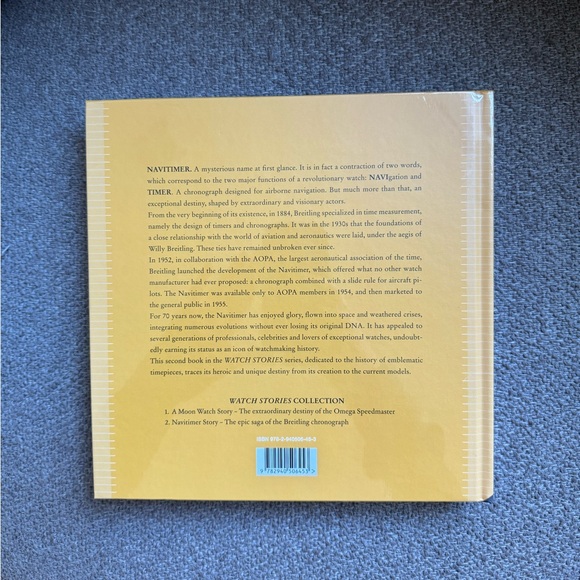 NAVITIMER. A mysterious name at first glance. It is in fact a contraction of two words,
which correspond to the two major functions of a revolutionary watch: NAVIgation and
TIMER. A chronograph designed for airborne navigation. But much more than that, an
exceptional destiny, shaped by extraordinary and visionary actors.
From the very beginning of its existence, in 1884, Breitling specialized in time measurement,
namely the design of timers and chronographs. It was in the 1930s that the foundations of
a close relationship with the world of aviation and aeronautics were laid, under the aegis of
Willy Breitling. These ties have remained unbroken ever since.
In 1952, in collaboration with the AOPA, the largest aeronautical association of the time,
Breitling launched the development of the Navitimer, which offered what no other watch
manufacturer had ever proposed: a chronograph combined with a slide rule for aircraft pi-
lots. The Navitimer was available only to AOPA members in 1954, and then marketed to
the general public in 1955.
For 70 years now, the Navitimer has enjoyed glory, flown into space and weathered crises,
integrating numerous evolutions without ever losing its original DNA. It has appealed to
several generations of professionals, celebrities and lovers of exceptional watches, undoubt-
edly earning its status as an icon of watchmaking history.
This second book in the WATCH STORIES series, dedicated to the history of emblematic
timepieces, traces its heroic and unique destiny from its creation to the current models.
WATCH STORIES COLLECTION
1. A Moon Watch Story – The extraordinary destiny of the Omega Speedmaster
2. Navitimer Story – The epic saga of the Breitling chronograph
ISBN 978-2-940506-45-3
9 782940 506453 >